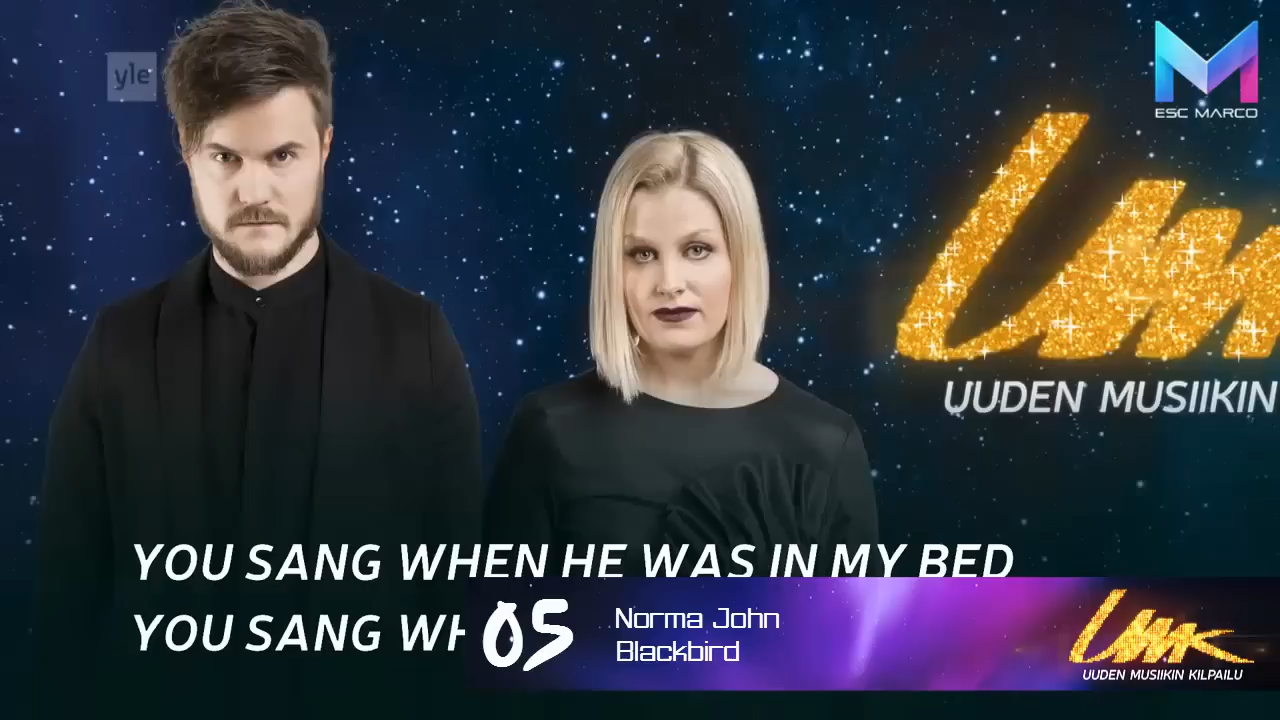 yle
ESC MARCO
UMK
UUDEN MUSIIKIN
YOU SANG WHEN HE WAS IN MY BED
YOU SANG WH
05
Norma John
Blackbird
UMK
UUDEN MUSIIKIN KILPAILU